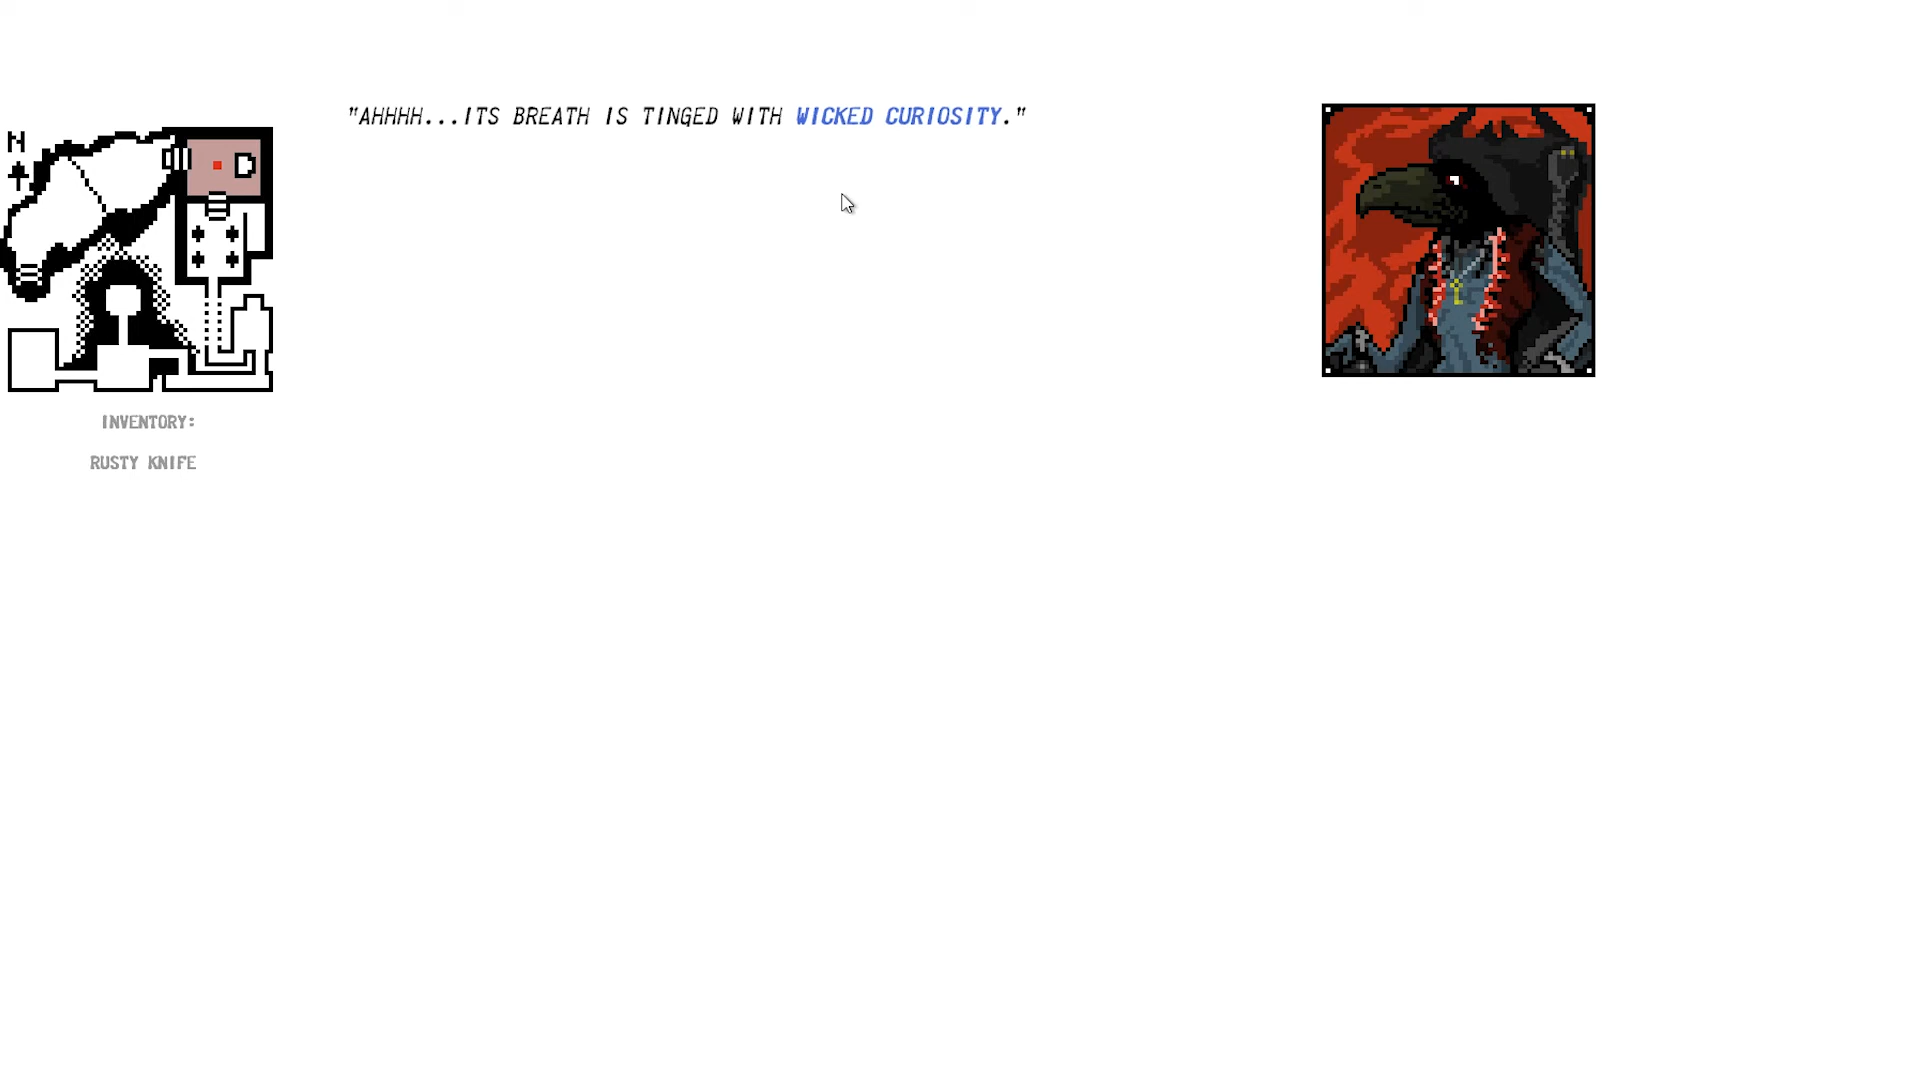 "AHHHH...ITS BREATH IS TINGED WITH WICKED CURIOSITY."
N
INVENTORY:
RUSTY KNIFE